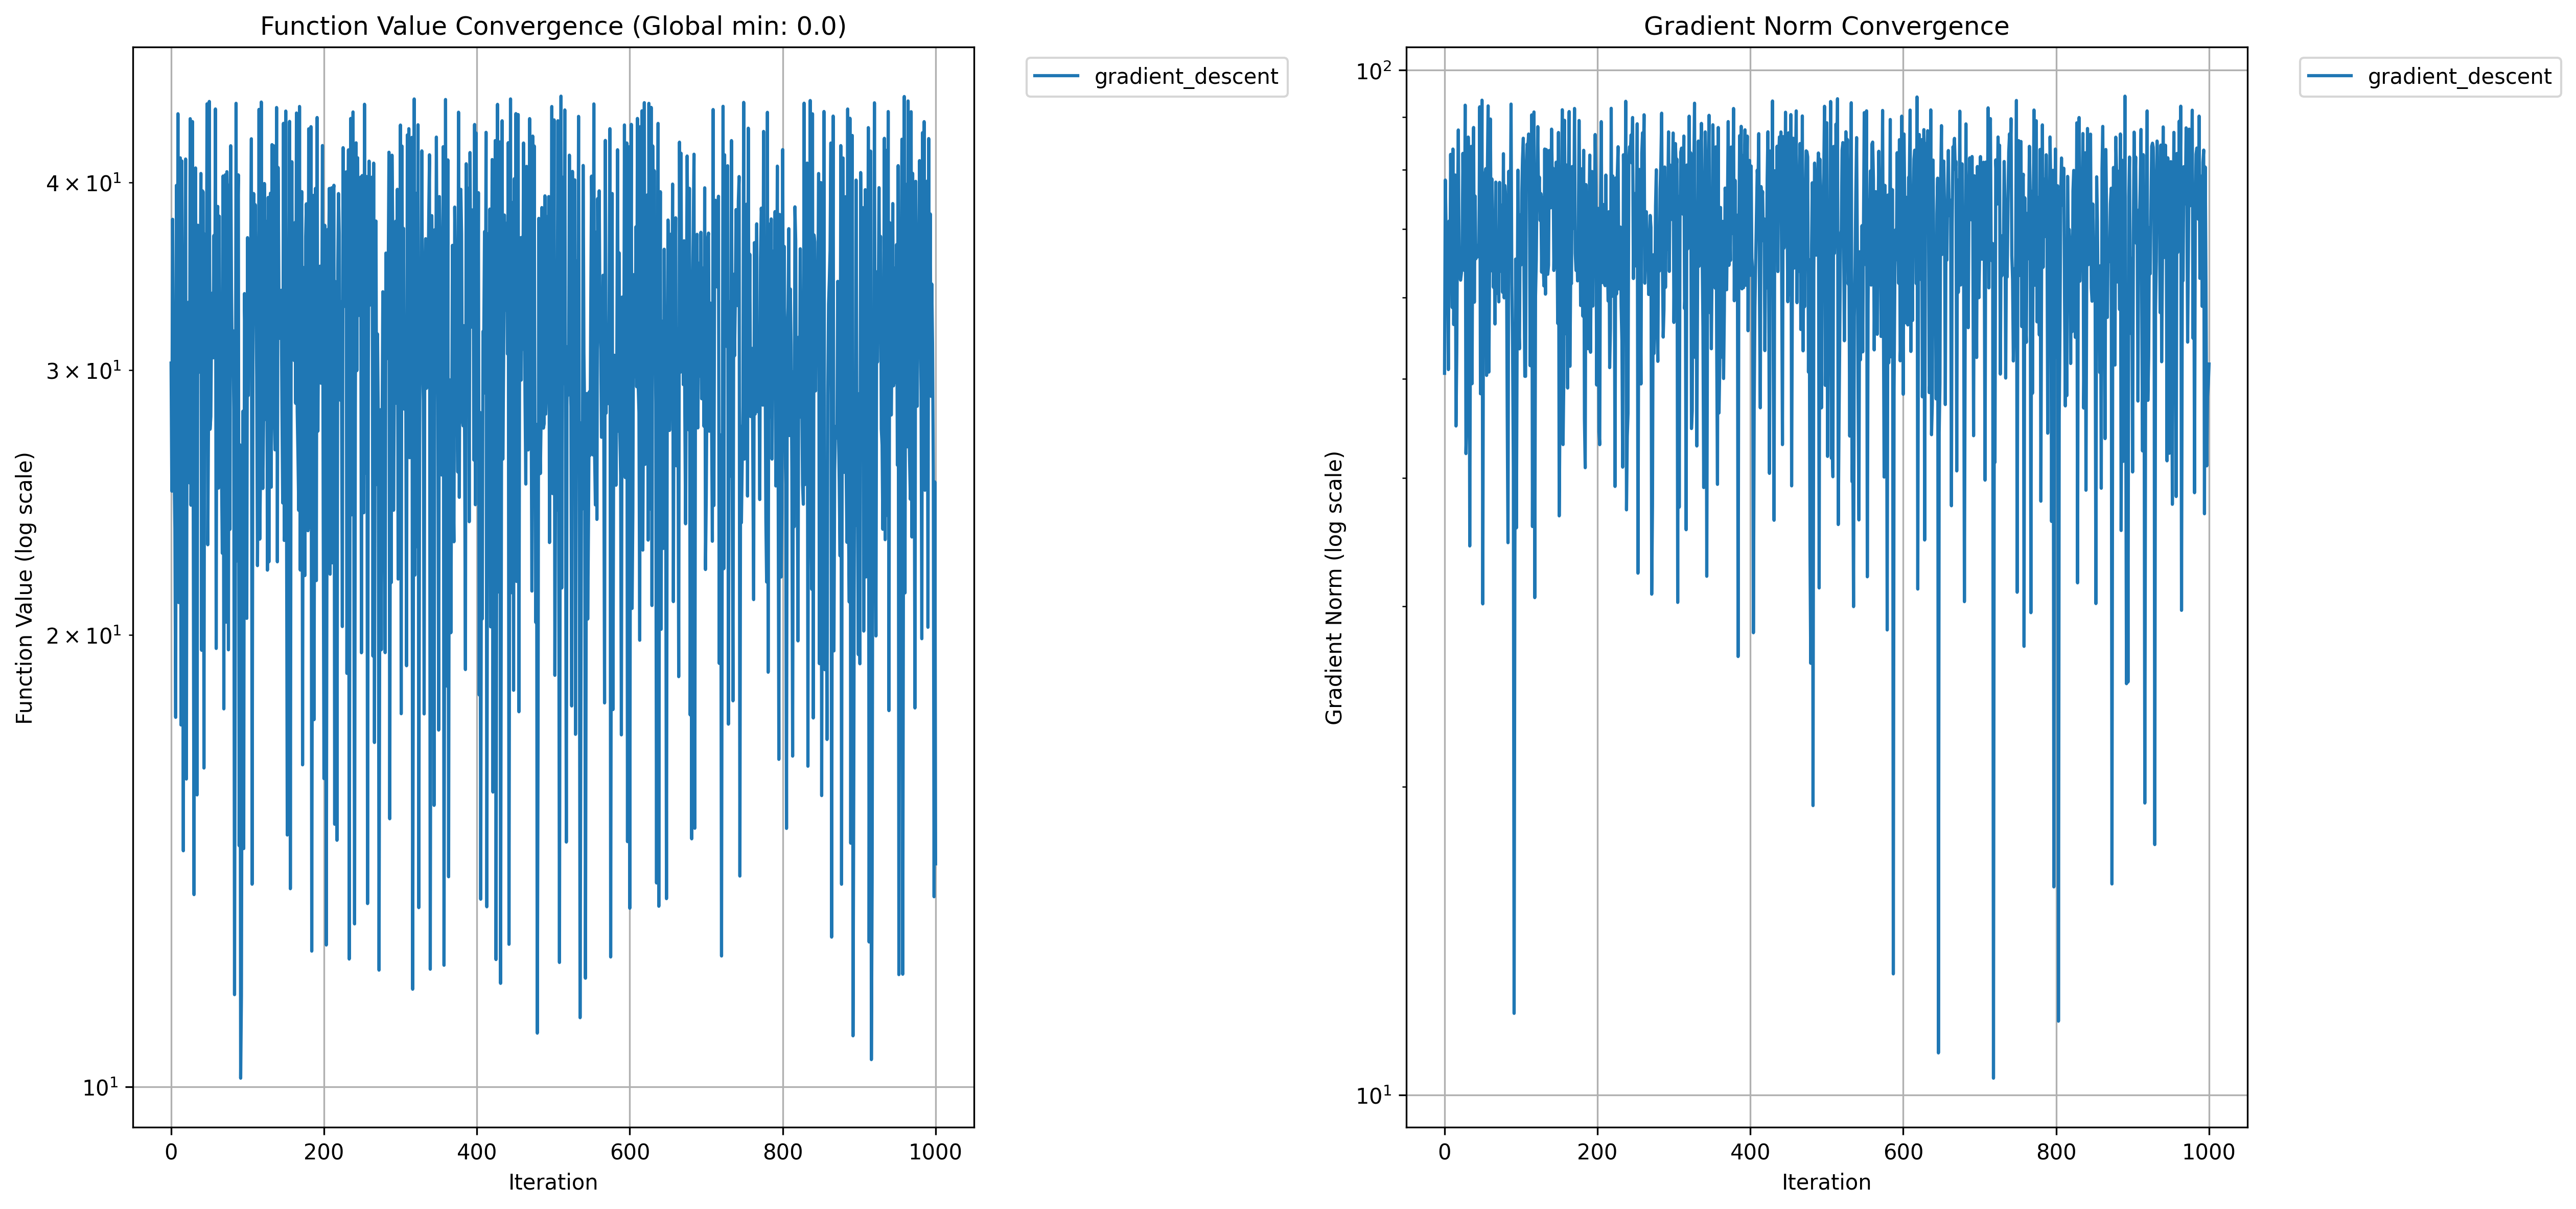 Function Value Convergence (Global min: 0.0)
gradient_descent
4 × 10¹
3 × 10¹
2 × 10¹
10¹
Function Value (log scale)
0 200 400 600 800 1000
Iteration
Gradient Norm Convergence
gradient_descent
10²
10¹
Gradient Norm (log scale)
0 200 400 600 800 1000
Iteration